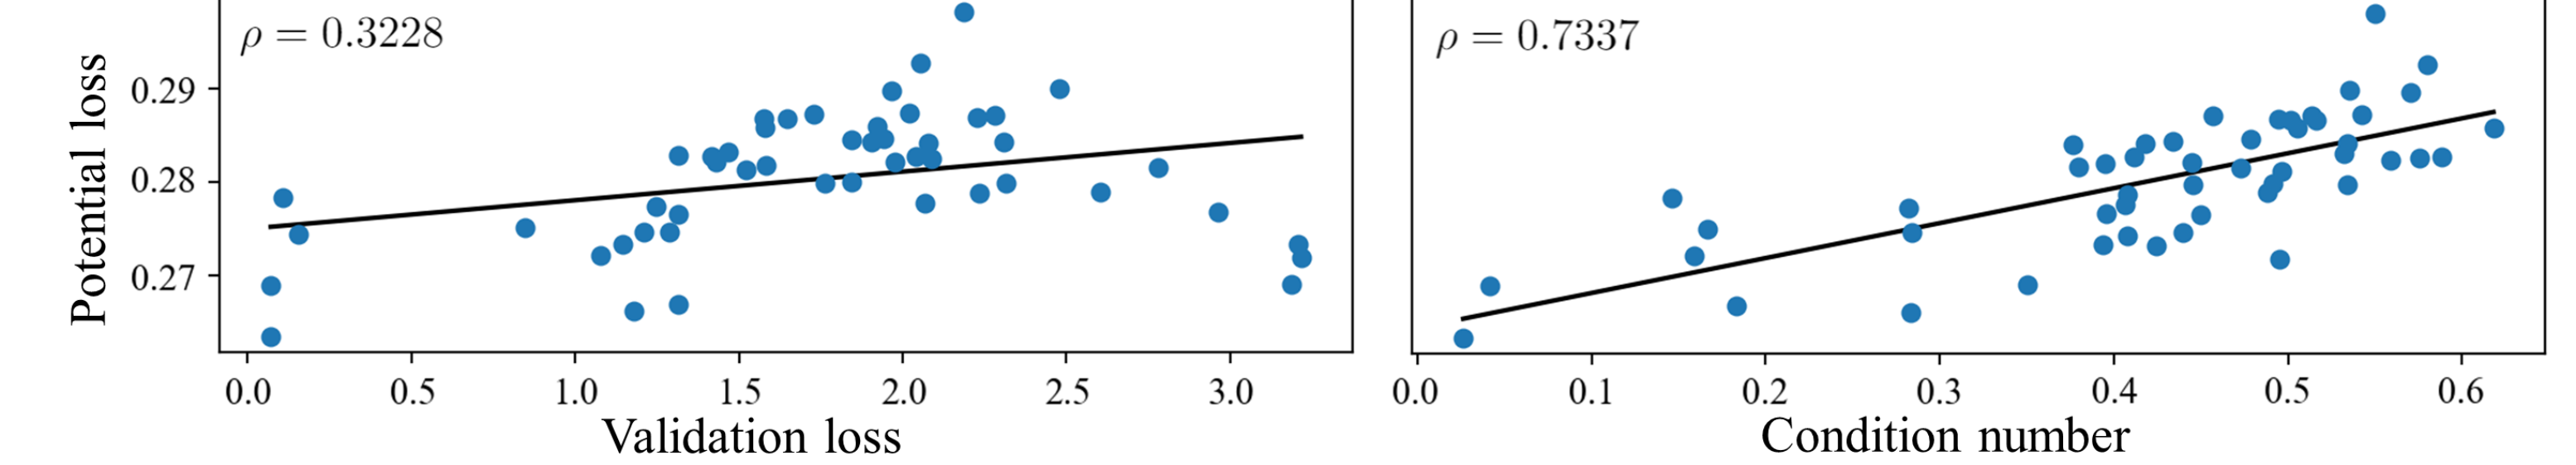 ρ = 0.3228
Potential loss
0.29
0.28
0.27
0.0 0.5 1.0 1.5 2.0 2.5 3.0
Validation loss
ρ = 0.7337
0.0 0.1 0.2 0.3 0.4 0.5 0.6
Condition number